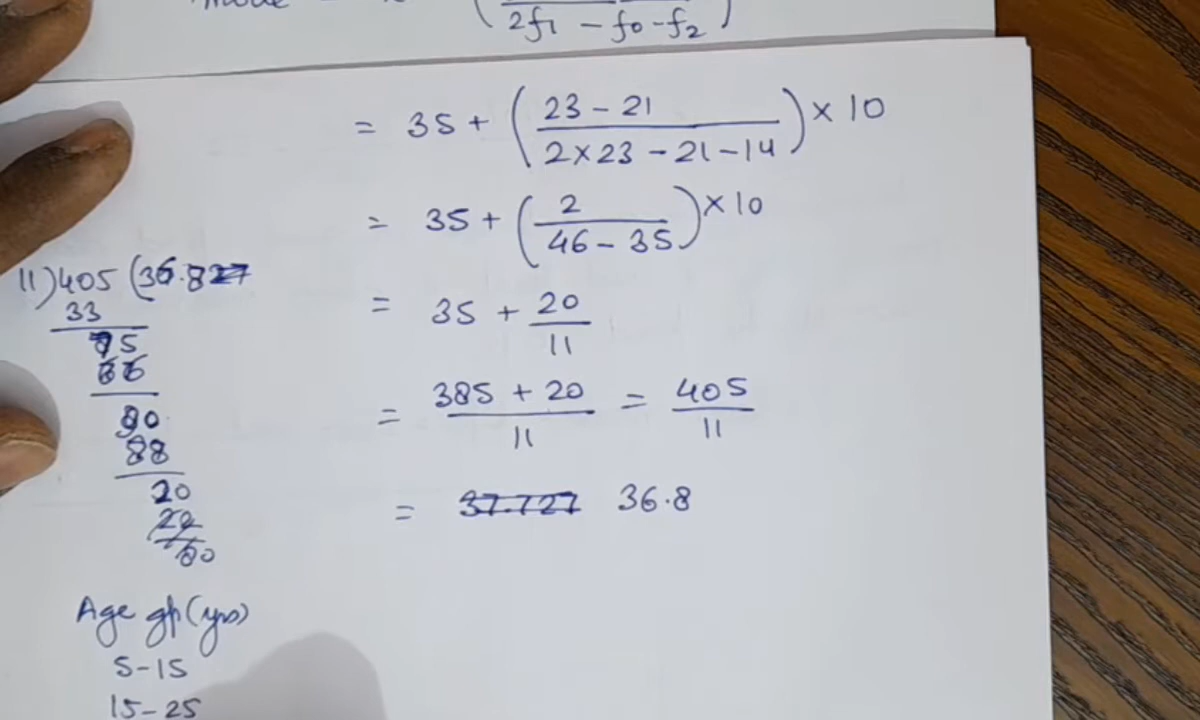 2f₁ - f₀ - f₂
= 35 + (23 - 21 / 2×23 - 21 - 14) × 10
= 35 + (2 / 46 - 35) × 10
= 35 + 20/11
= 385 + 20 / 11 = 405/11
= 37.727 36.8
11)405(36.827
33
75
66
90
88
20
Age gp(yrs)
5-15
15-25